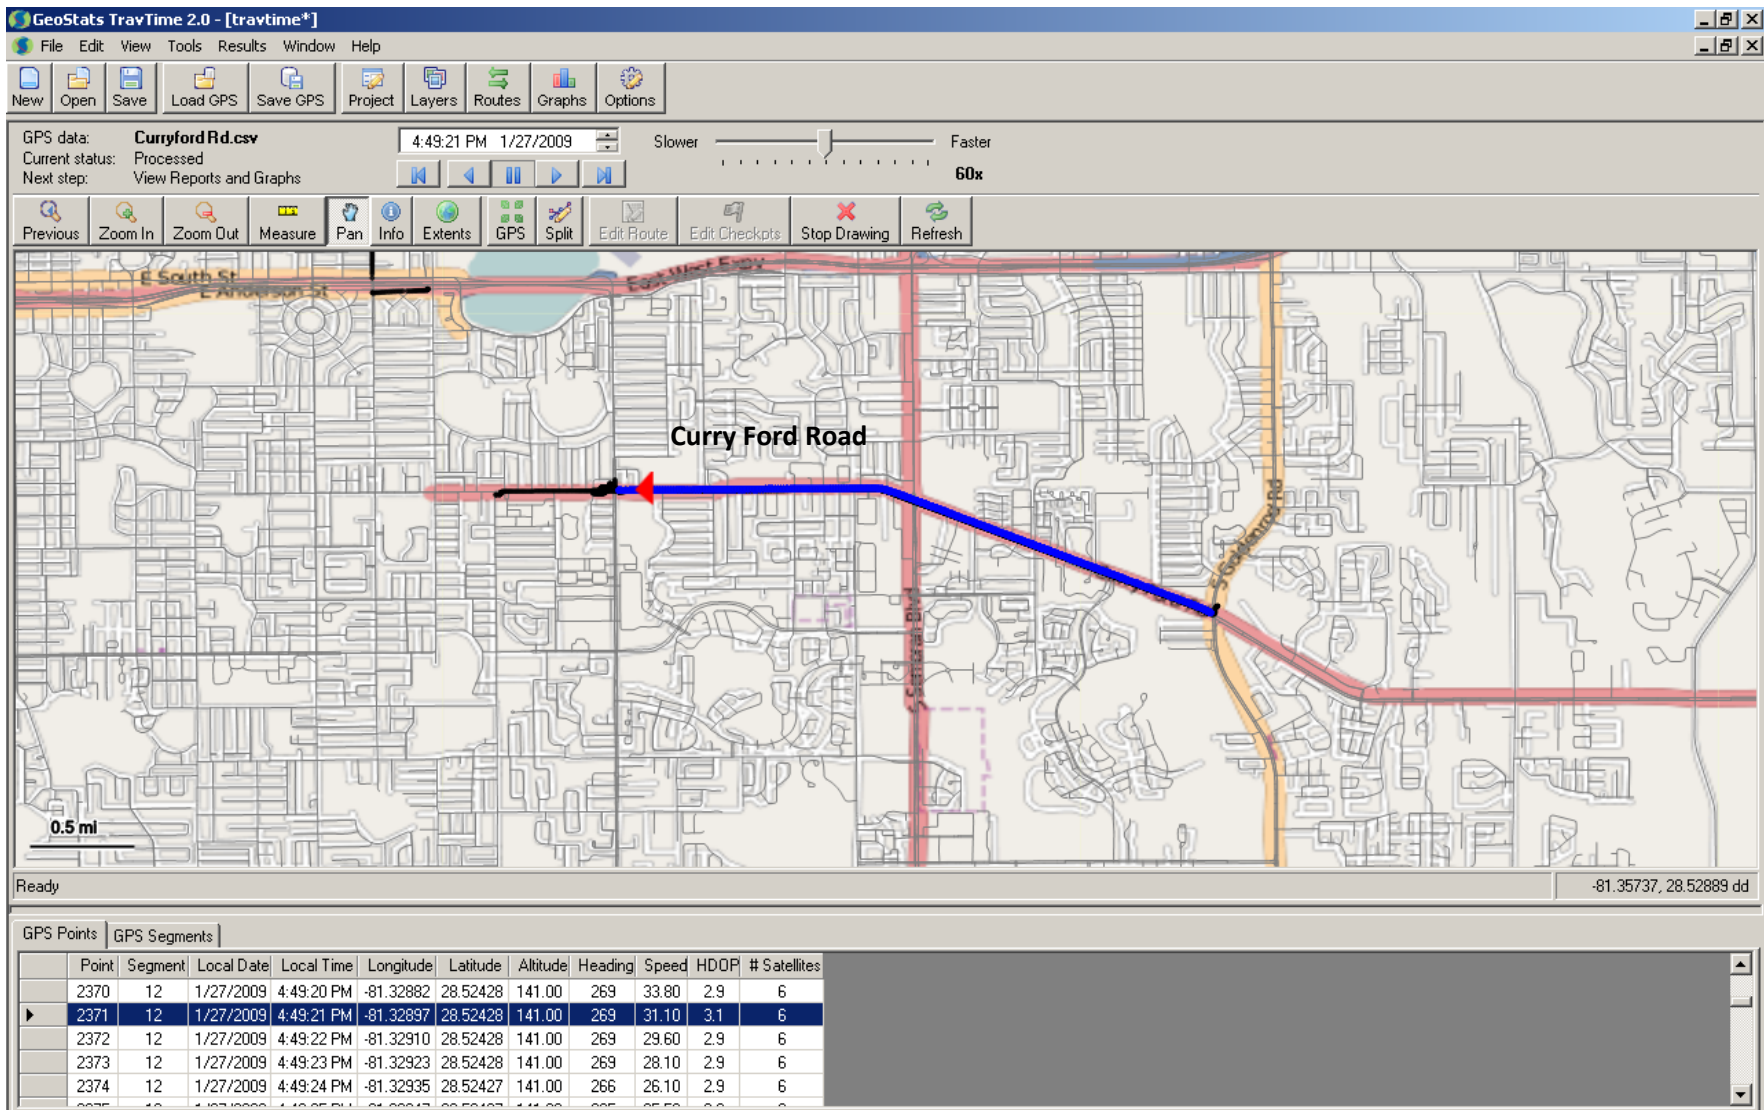 GeoStats TravTime 2.0 - [travtime*]
File Edit View Tools Results Window Help
New Open Save Load GPS Save GPS Project Layers Routes Graphs Options
GPS data: Curryford Rd.csv
Current status: Processed
Next step: View Reports and Graphs
4:49:21 PM 1/27/2009
Slower Faster
60x
Previous Zoom In Zoom Out Measure Pan Info Extents GPS Split Edit Route Edit Checkpts Stop Drawing Refresh
E South St
E Anderson St
East West Expy
Curry Ford Road
S Goldenrod Rd
S Semoran Blvd
0.5 mi
Ready -81.35737, 28.52889 dd
GPS Points GPS Segments
Point Segment Local Date Local Time Longitude Latitude Altitude Heading Speed HDOP # Satellites
2370 12 1/27/2009 4:49:20 PM -81.32882 28.52428 141.00 269 33.80 2.9 6
2371 12 1/27/2009 4:49:21 PM -81.32897 28.52428 141.00 269 31.10 3.1 6
2372 12 1/27/2009 4:49:22 PM -81.32910 28.52428 141.00 269 29.60 2.9 6
2373 12 1/27/2009 4:49:23 PM -81.32923 28.52428 141.00 269 28.10 2.9 6
2374 12 1/27/2009 4:49:24 PM -81.32935 28.52427 141.00 266 26.10 2.9 6